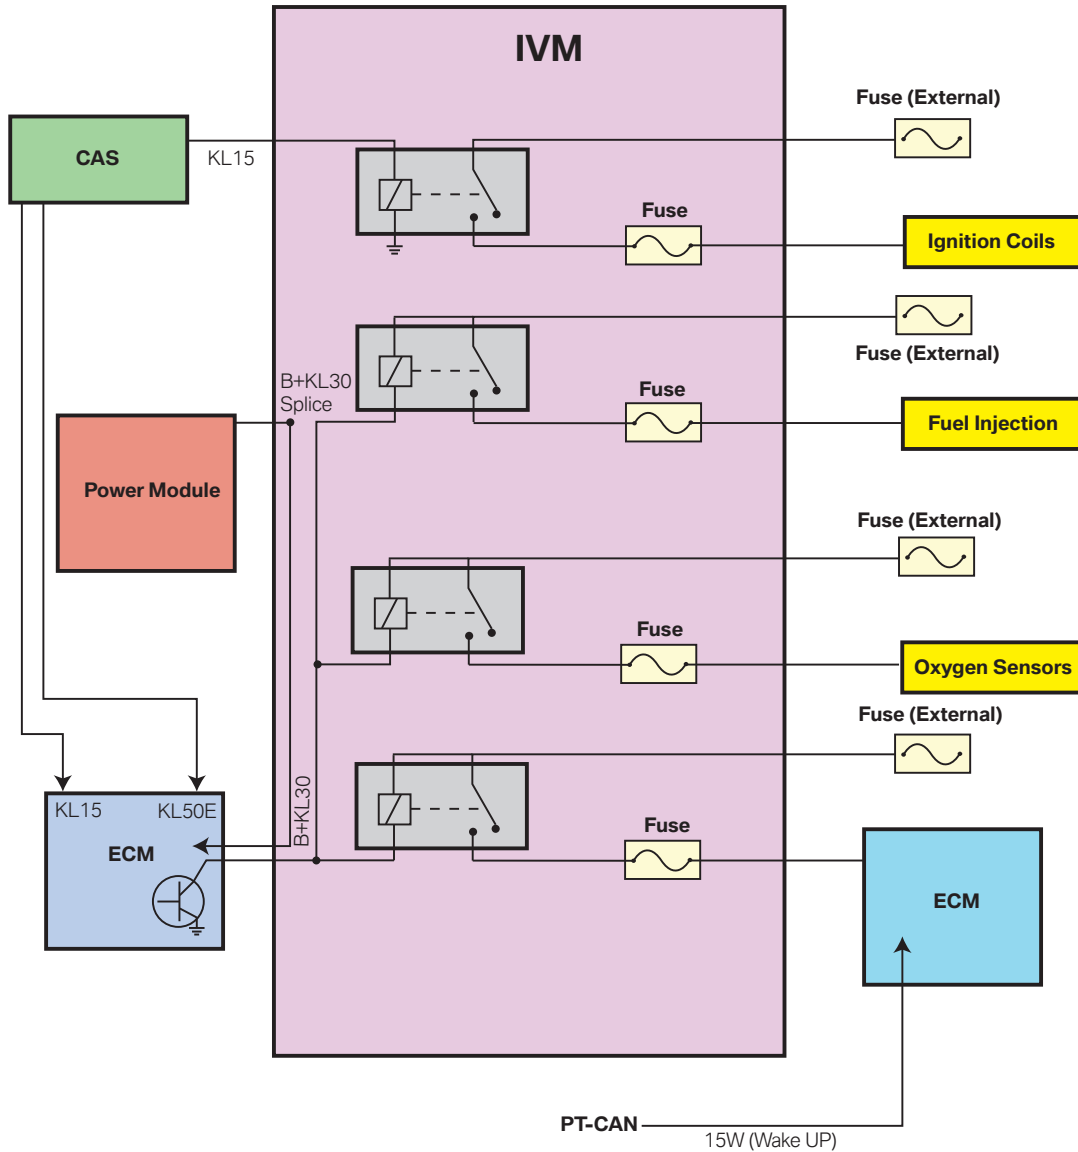 IVM
Fuse (External)
CAS
KL15
Fuse
Ignition Coils
Fuse (External)
B+KL30
Splice
Fuse
Fuel Injection
Power Module
Fuse (External)
Fuse
Oxygen Sensors
Fuse (External)
B+KL30
KL15
KL50E
Fuse
ECM
ECM
PT-CAN
15W (Wake UP)